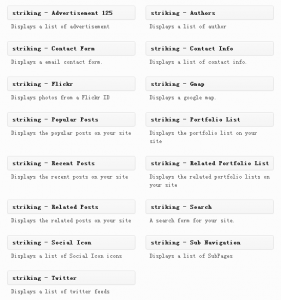 striking - Advertisement 125
Displays a list of advertisement
striking - Authors
Displays a list of author
striking - Contact Form
Displays a email contact form.
striking - Contact Info
Displays a list of contact info.
striking - Flickr
Displays photos from a Flickr ID
striking - Gmap
Displays a google map.
striking - Popular Posts
Displays the popular posts on your site
striking - Portfolio List
Displays the portfolio list on your
site
striking - Recent Posts
Displays the recent posts on your site
striking - Related Portfolio List
Displays the related portfolio lists on
your site
striking - Related Posts
Displays the related posts on your site
striking - Search
A search form for your site.
striking - Social Icon
Displays a list of Social Icon icons
striking - Sub Navigation
Displays a list of SubPages
striking - Twitter
Displays a list of twitter feeds